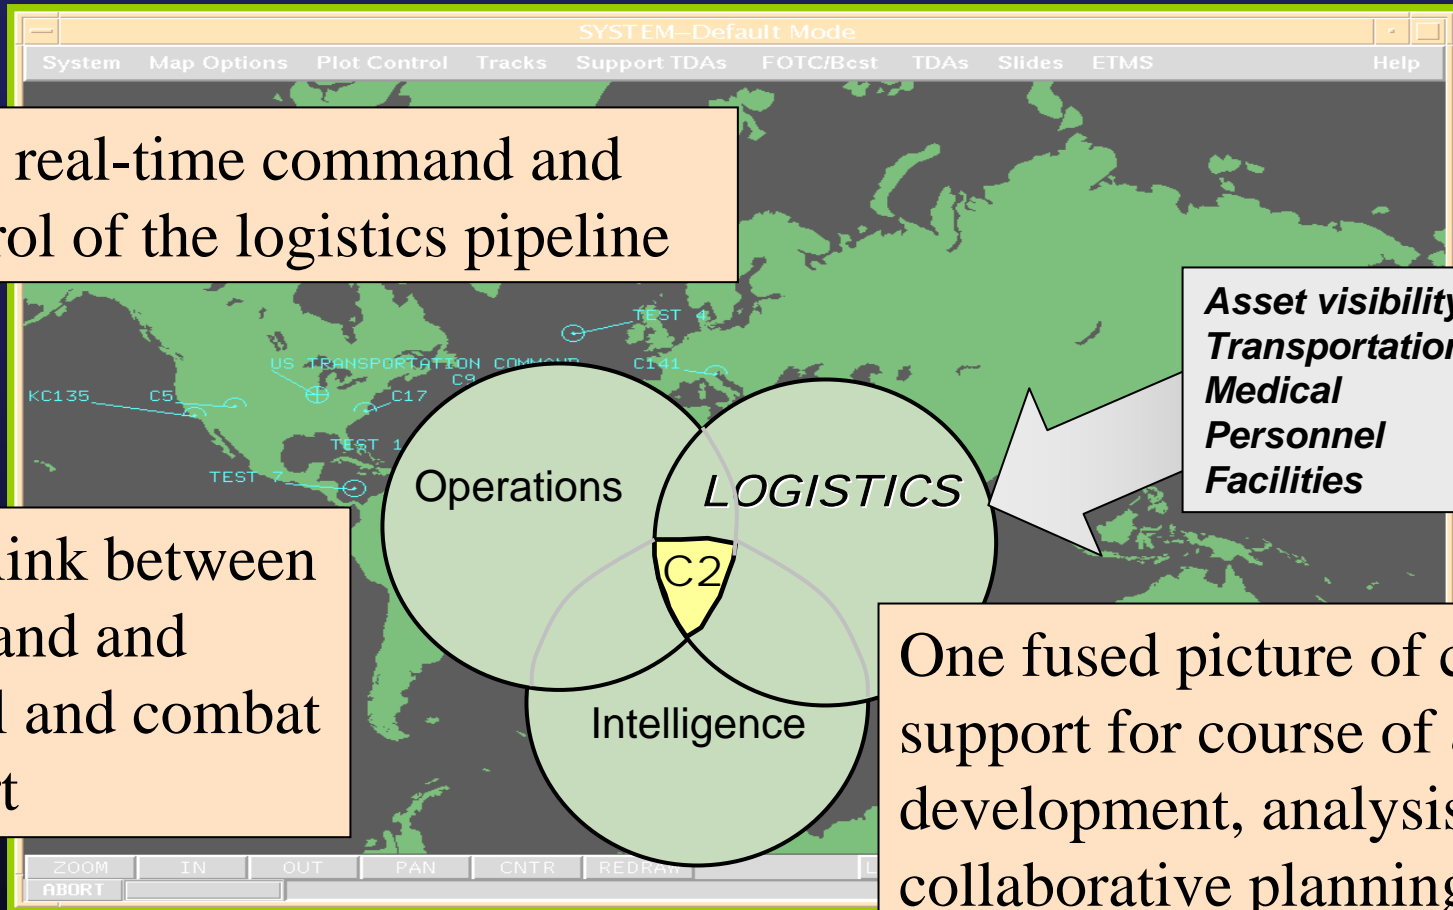 SYSTEM-Default Mode
System Map Options Plot Control Tracks Support TDAs FOTC/Bcst TDAs Slides ETMS Help
real-time command and
rol of the logistics pipeline
Asset visibility
Transportation
Medical
Personnel
Facilities
TEST 4
US TRANSPORTATION COMMAND
C141
C9
KC135
C5
C17
TEST 1
TEST 7
Operations
LOGISTICS
C2
Intelligence
link between
and and
l and combat
rt
One fused picture of c
support for course of
development, analysis
collaborative planning
ZOOM IN OUT PAN CNTR REDRAW L
ABORT